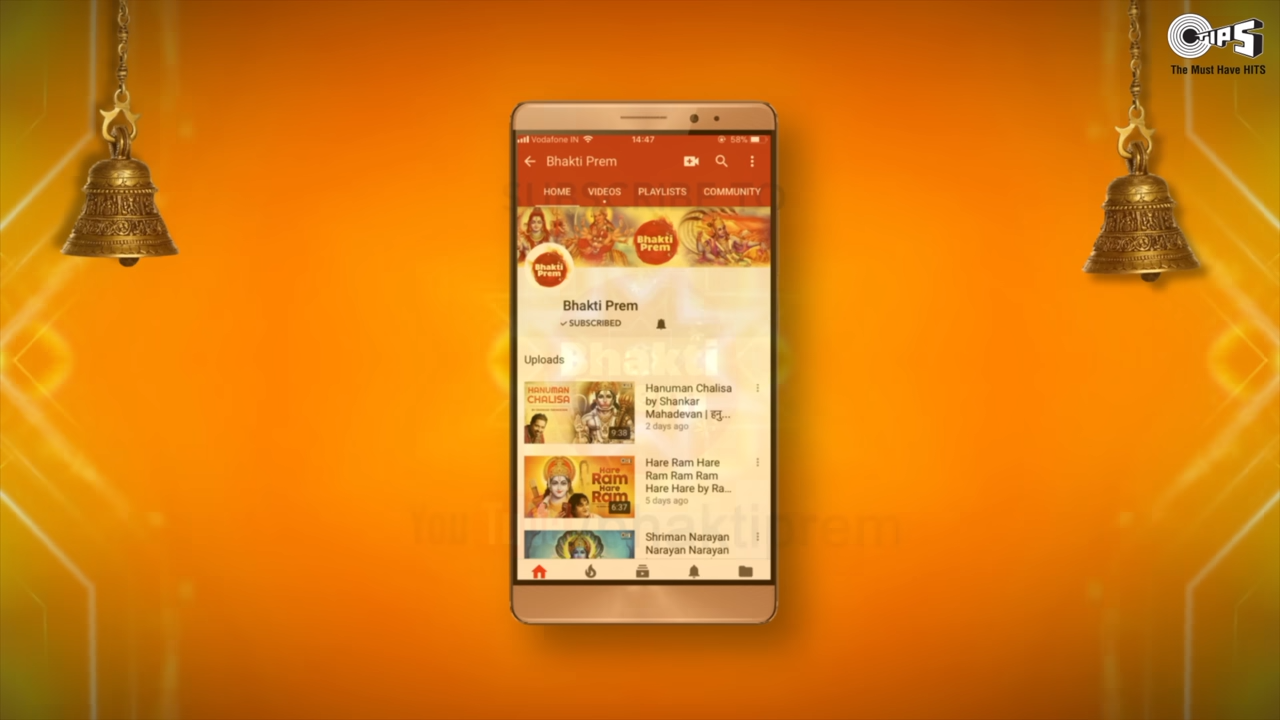 TIPS
The Must Have HITS
Vodafone IN
14:47
58%
Bhakti Prem
HOME VIDEOS PLAYLISTS COMMUNITY
Bhakti
Prem
Bhakti
Prem
Bhakti Prem
SUBSCRIBED
Uploads
Bhakti
HANUMAN
CHALISA
9:38
Hanuman Chalisa
by Shankar
Mahadevan | हनु...
2 days ago
Hare
Ram
Hare
Ram
6:37
Hare Ram Hare
Ram Ram Ram
Hare Hare by Ra...
5 days ago
Shriman Narayan
Narayan Narayan